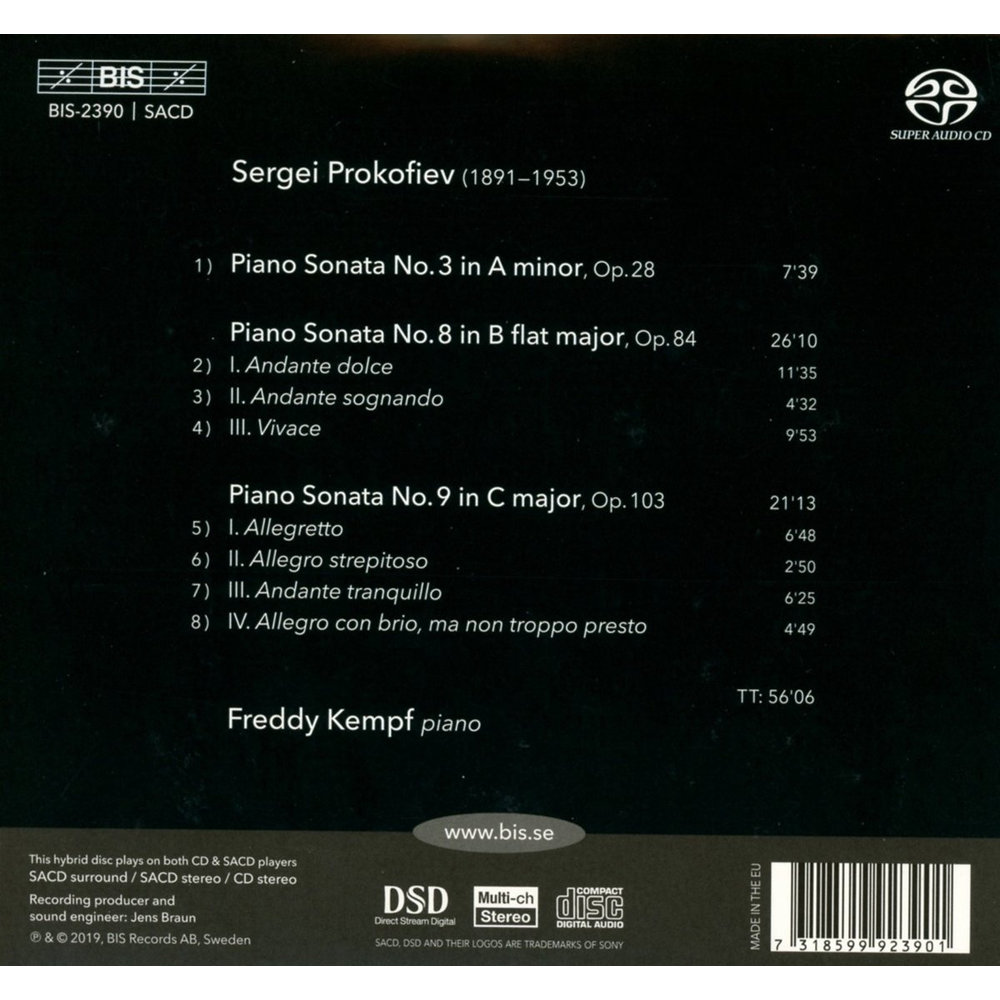 BIS
BIS-2390 | SACD
SUPER AUDIO CD
Sergei Prokofiev (1891–1953)
1) Piano Sonata No. 3 in A minor, Op. 28 7'39
Piano Sonata No. 8 in B flat major, Op. 84 26'10
2) I. Andante dolce 11'35
3) II. Andante sognando 4'32
4) III. Vivace 9'53
Piano Sonata No. 9 in C major, Op. 103 21'13
5) I. Allegretto 6'48
6) II. Allegro strepitoso 2'50
7) III. Andante tranquillo 6'25
8) IV. Allegro con brio, ma non troppo presto 4'49
TT: 56'06
Freddy Kempf piano
www.bis.se
This hybrid disc plays on both CD & SACD players
SACD surround / SACD stereo / CD stereo
Recording producer and
sound engineer: Jens Braun
℗ & © 2019, BIS Records AB, Sweden
DSD
Direct Stream Digital
Multi-ch
Stereo
COMPACT
disc
DIGITAL AUDIO
SACD, DSD AND THEIR LOGOS ARE TRADEMARKS OF SONY
MADE IN THE EU
7 318599 923901